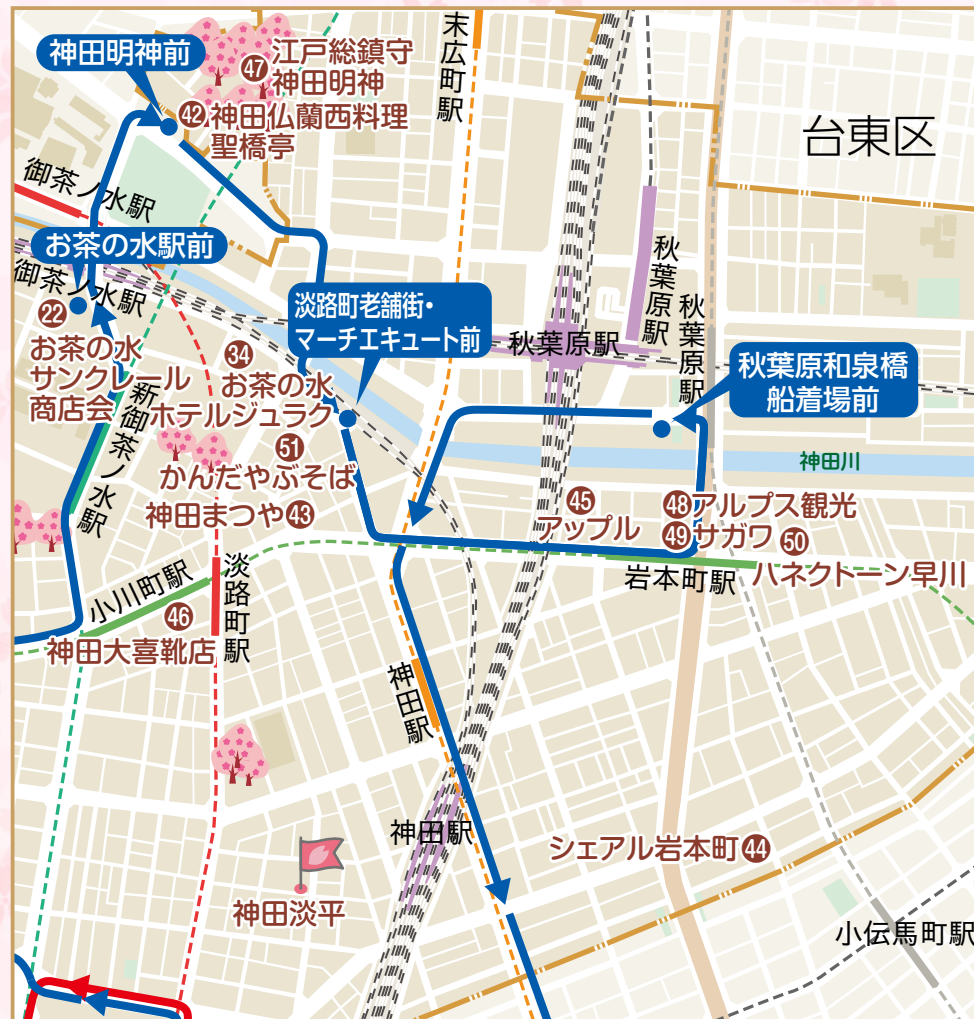 神田明神前
㊼
江戸総鎮守
神田明神
㊷
神田仏蘭西料理
聖橋亭
末広町駅
台東区
御茶ノ水駅
お茶の水駅前
御茶ノ水駅
㉒
お茶の水
サンクレール
商店会
新御茶ノ水駅
淡路町老舗街・
マーチエキュート前
㉞
お茶の水
ホテルジュラク
51
かんだやぶそば
神田まつや㊸
秋葉原駅
秋葉原駅
秋葉原駅
秋葉原和泉橋
船着場前
神田川
㊺
アップル
㊽アルプス観光
㊾サガワ
㊿
ハネクトーン早川
岩本町駅
小川町駅
淡路町駅
㊻
神田大喜靴店
神田駅
神田駅
シェアル岩本町㊹
神田淡平
小伝馬町駅